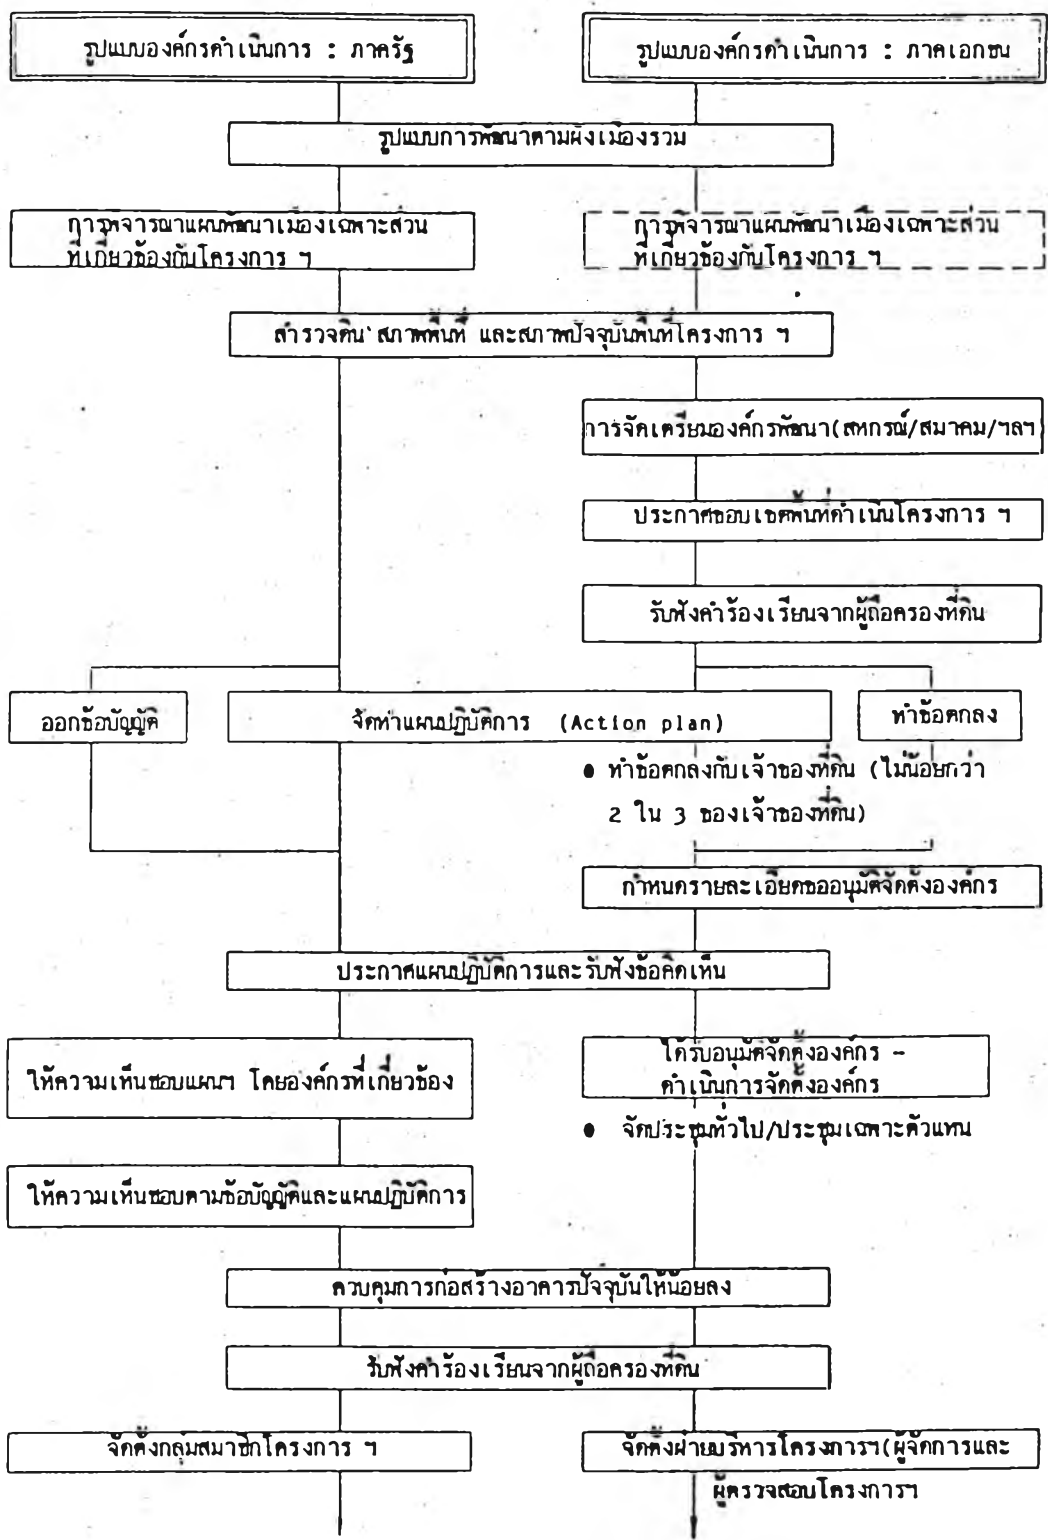 รูปแบบองค์กรดำเนินการ : ภาครัฐ
รูปแบบองค์กรดำเนินการ : ภาคเอกชน
รูปแบบการพัฒนาตามผังเมืองรวม
การพิจารณาแผนพัฒนาเมืองเฉพาะส่วน
ที่เกี่ยวข้องกับโครงการ ฯ
การพิจารณาแผนพัฒนาเมืองเฉพาะส่วน
ที่เกี่ยวข้องกับโครงการ ฯ
สำรวจดิน สภาพพื้นที่ และสภาพปัจจุบันพื้นที่โครงการ ฯ
การจัดเตรียมองค์กรพัฒนา(สหกรณ์/สมาคม/ฯลฯ)
ประกาศขอบเขตพื้นที่ดำเนินโครงการ ฯ
รับฟังคำร้องเรียนจากผู้ถือครองที่ดิน
ออกข้อบัญญัติ
จัดทำแผนปฏิบัติการ (Action plan)
ทำข้อตกลง
● ทำข้อตกลงกับเจ้าของที่ดิน (ไม่น้อยกว่า
2 ใน 3 ของเจ้าของที่ดิน)
กำหนดรายละเอียดขออนุมัติจัดตั้งองค์กร
ประกาศแผนปฏิบัติการและรับฟังข้อคิดเห็น
ให้ความเห็นชอบแผนฯ โดยองค์กรที่เกี่ยวข้อง
ได้รับอนุมัติจัดตั้งองค์กร -
ดำเนินการจัดตั้งองค์กร
● จัดประชุมทั่วไป/ประชุมเฉพาะตัวแทน
ให้ความเห็นชอบตามข้อบัญญัติและแผนปฏิบัติการ
ควบคุมการก่อสร้างอาคารปัจจุบันให้น้อยลง
รับฟังคำร้องเรียนจากผู้ถือครองที่ดิน
จัดตั้งกลุ่มสมาชิกโครงการ ฯ
จัดตั้งฝ่ายบริหารโครงการฯ(ผู้จัดการและ
ผู้ตรวจสอบโครงการฯ